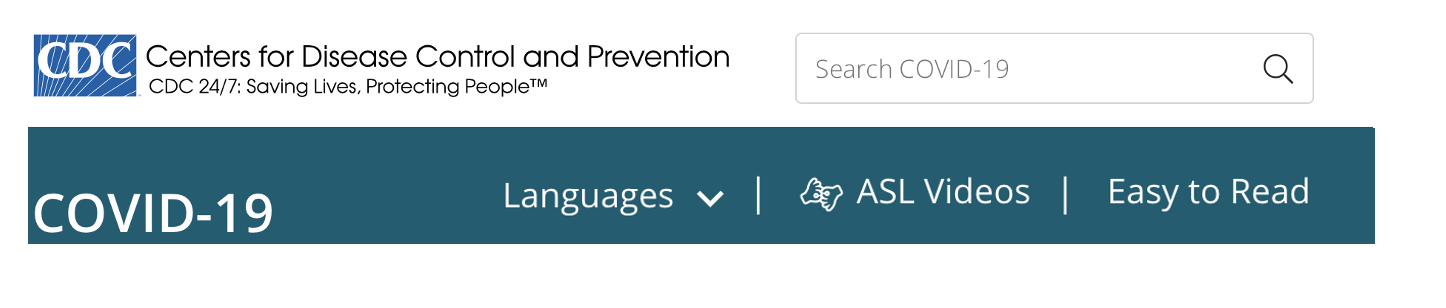 CDC Centers for Disease Control and Prevention
CDC 24/7: Saving Lives, Protecting People™
Search COVID-19
COVID-19
Languages | ASL Videos | Easy to Read